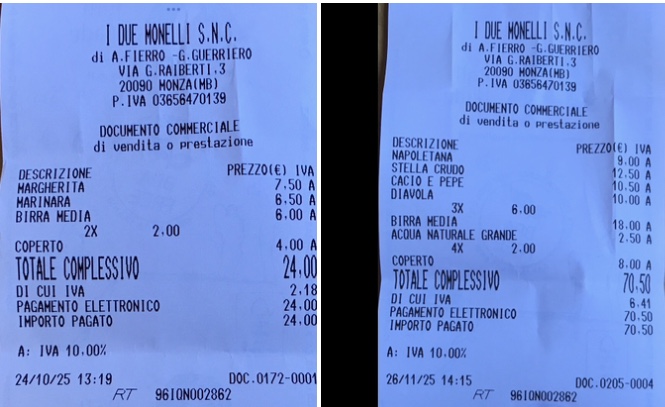 I DUE MONELLI S.N.C.
di A.FIERRO -G.GUERRIERO
VIA G.RAIBERTI,3
20090 MONZA(MB)
P.IVA 03656470139
DOCUMENTO COMMERCIALE
di vendita o prestazione
DESCRIZIONE PREZZO(€) IVA
MARGHERITA 7.50 A
MARINARA 6.50 A
BIRRA MEDIA 6.00 A
2X 2.00
COPERTO 4.00 A
TOTALE COMPLESSIVO 24.00
DI CUI IVA 2.18
PAGAMENTO ELETTRONICO 24.00
IMPORTO PAGATO 24.00
A: IVA 10.00%
24/10/25 13:19 DOC.0172-0001
RT 96IQN002862
I DUE MONELLI S.N.C.
di A.FIERRO -G.GUERRIERO
VIA G.RAIBERTI,3
20090 MONZA(MB)
P.IVA 03656470139
DOCUMENTO COMMERCIALE
di vendita o prestazione
DESCRIZIONE PREZZO(€) IVA
NAPOLETANA 9.00 A
STELLA CRUDO 12.50 A
CACIO E PEPE 10.50 A
DIAVOLA 10.00 A
3X 6.00
BIRRA MEDIA 18.00 A
ACQUA NATURALE GRANDE 2.50 A
4X 2.00
COPERTO 8.00 A
TOTALE COMPLESSIVO 70.50
DI CUI IVA 6.41
PAGAMENTO ELETTRONICO 70.50
IMPORTO PAGATO 70.50
A: IVA 10.00%
26/11/25 14:15 DOC.0205-0004
RT 96IQN002862